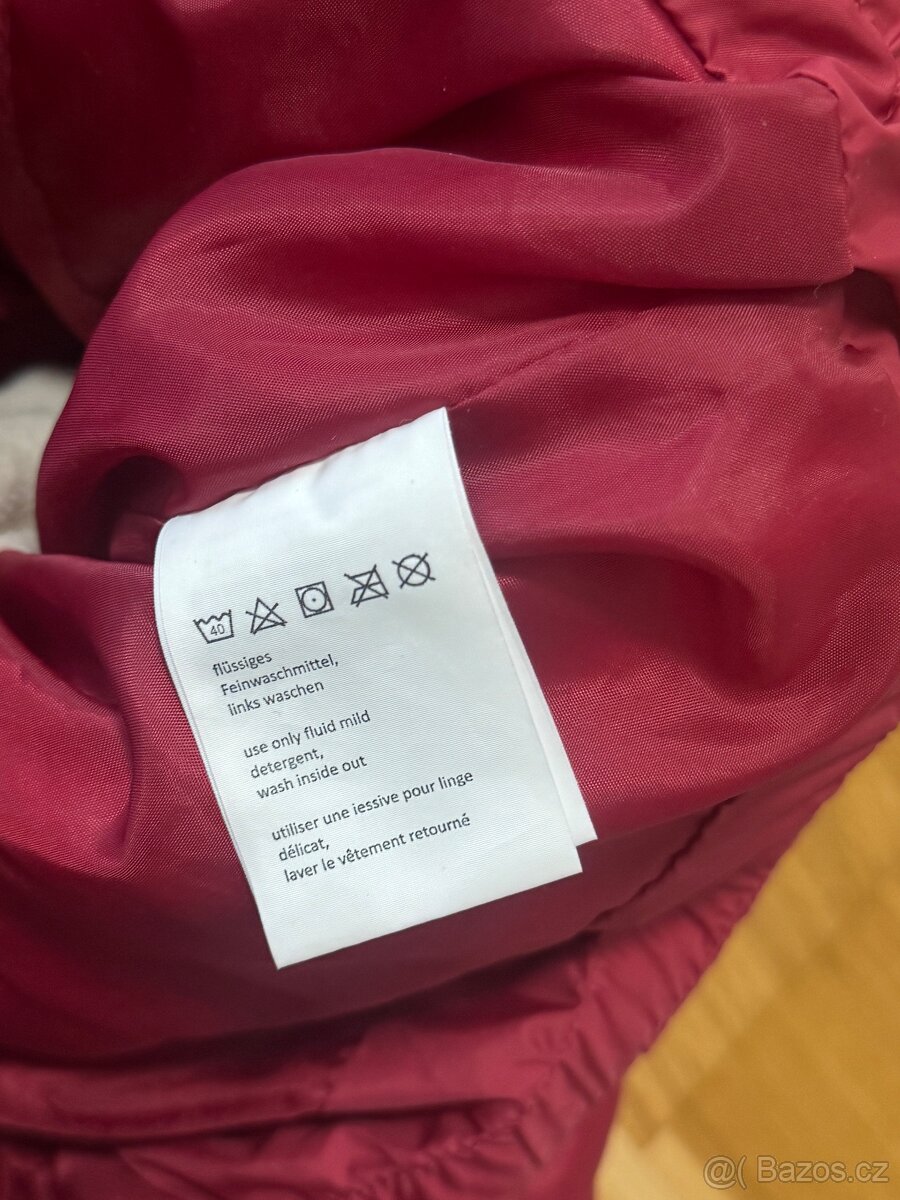 40
flüssiges
Feinwaschmittel,
links waschen
use only fluid mild
detergent,
wash inside out
utiliser une iessive pour linge
délicat,
laver le vêtement retourné
@( Bazos.cz